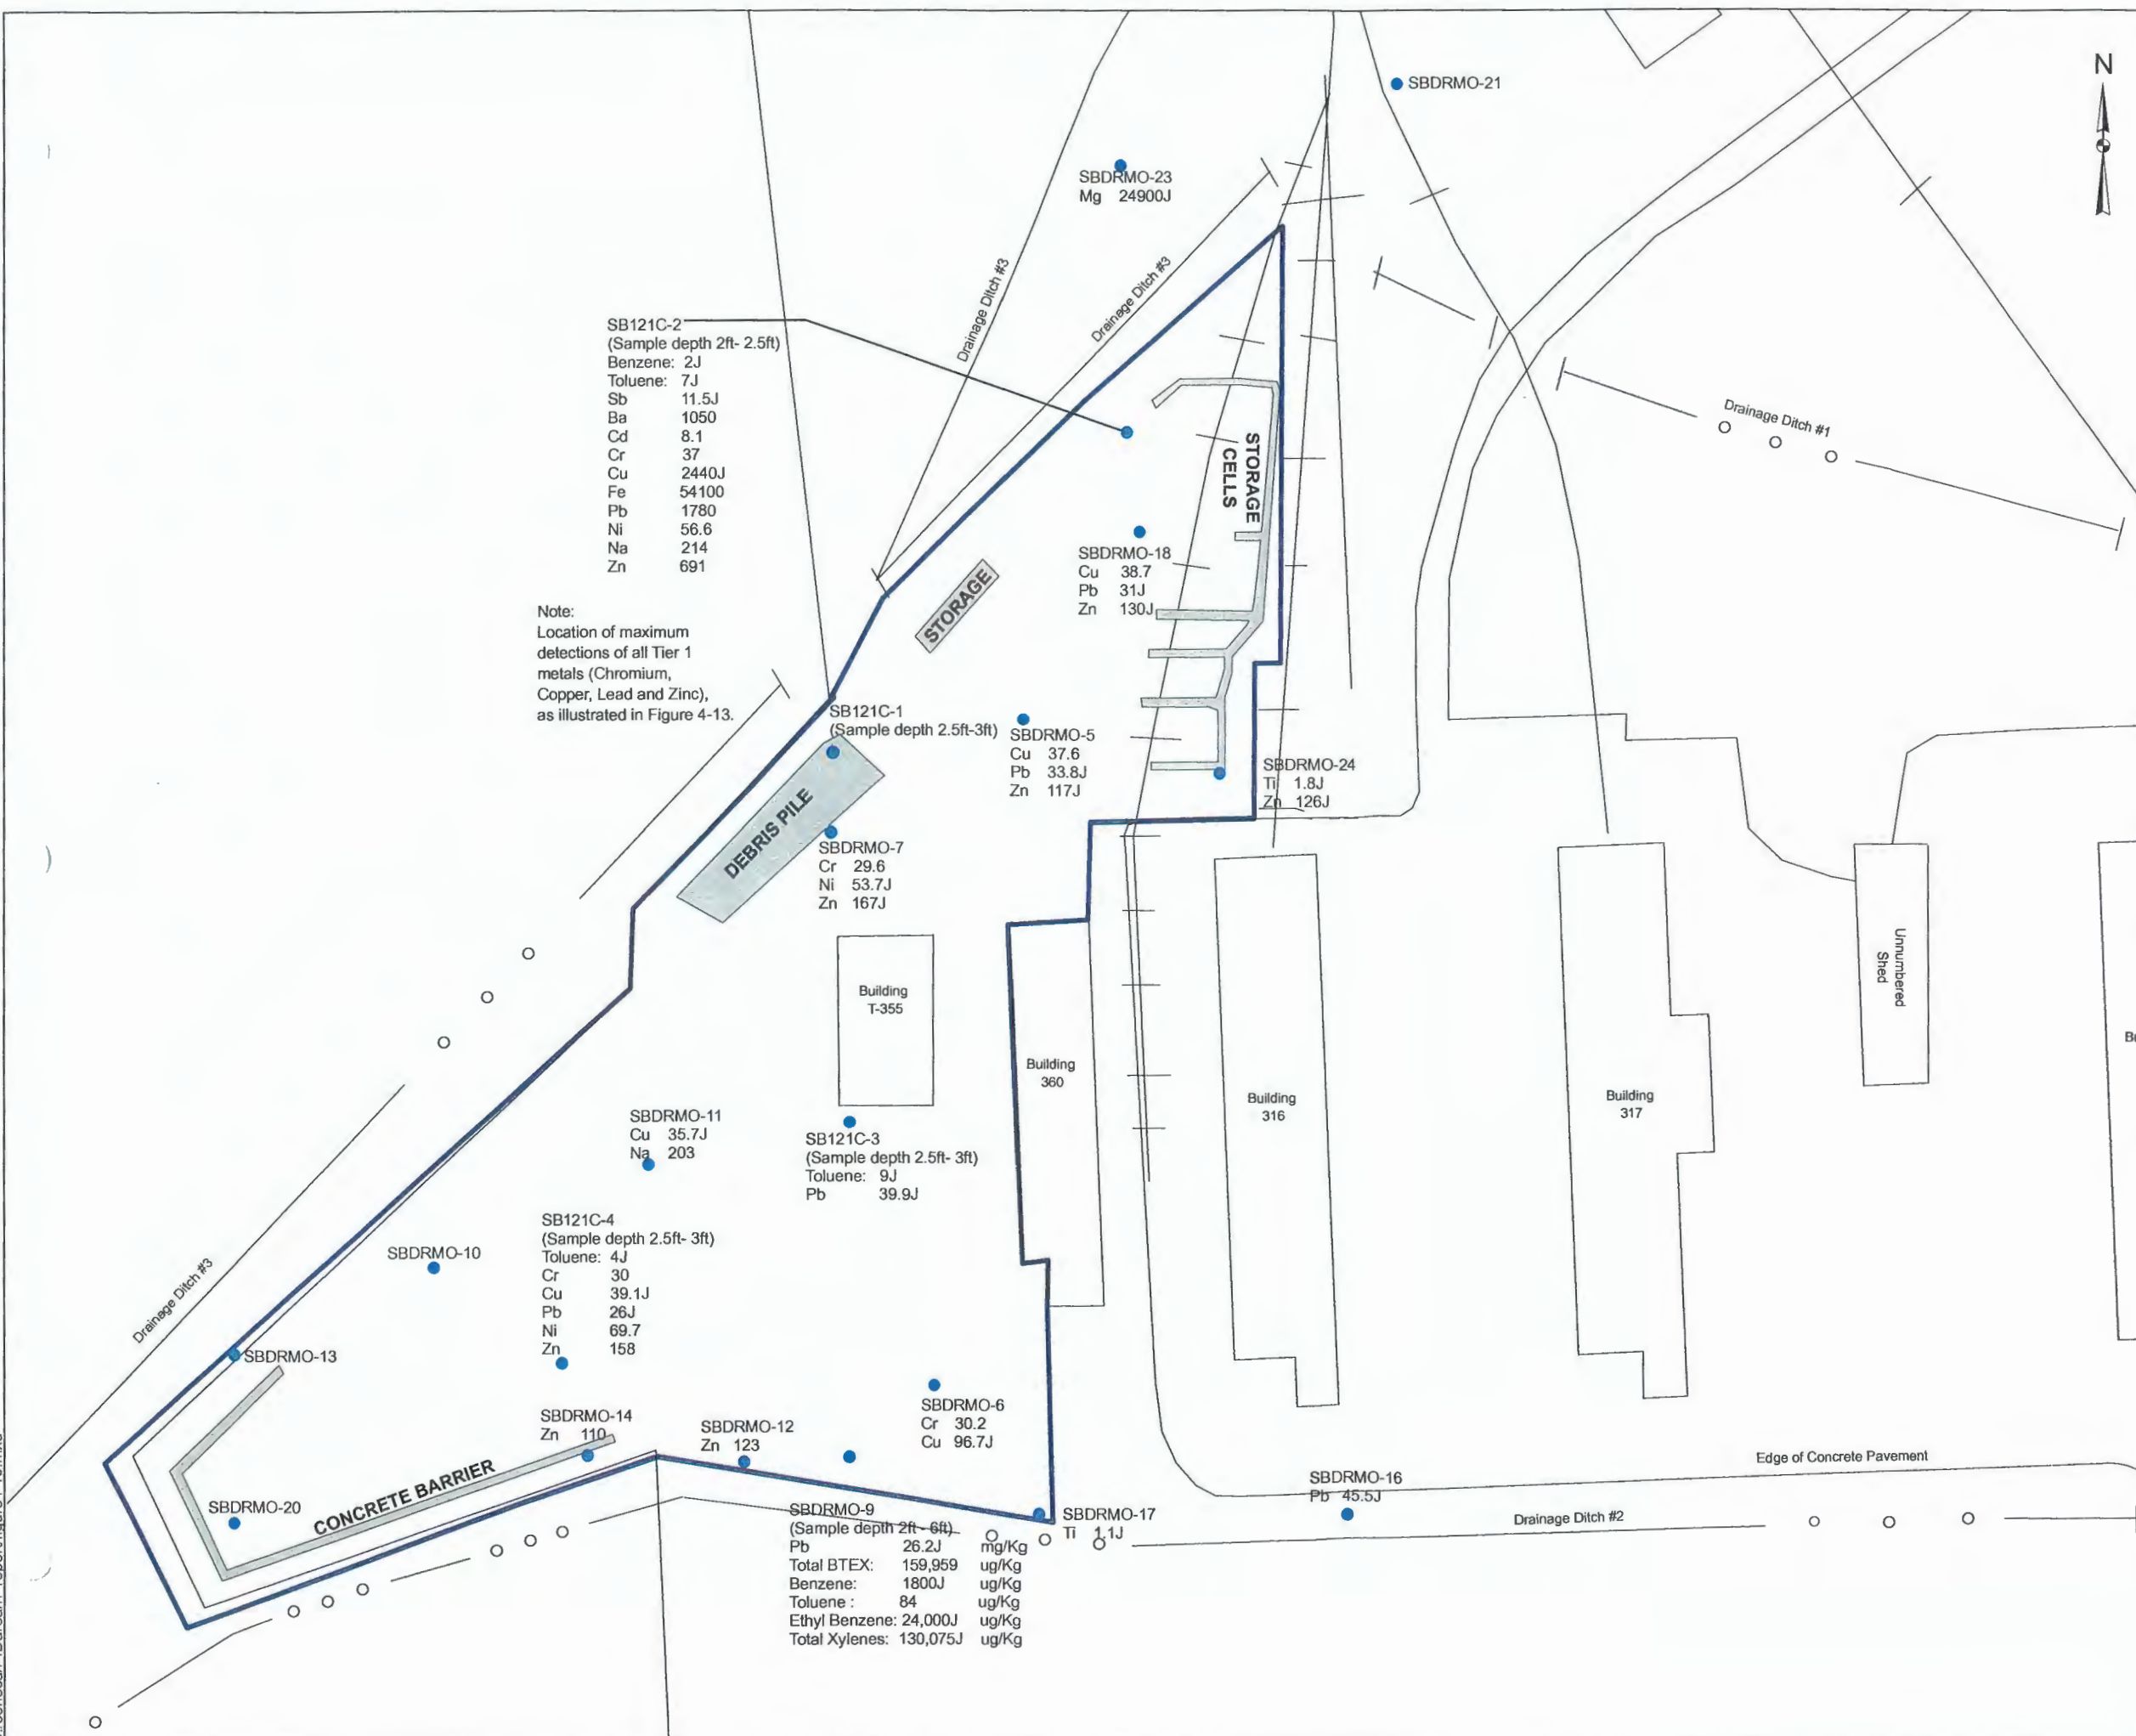 N
SBDRMO-21
SBDRMO-23
Mg 24900J
Drainage Ditch #3
Drainage Ditch #3
SB121C-2
(Sample depth 2ft- 2.5ft)
Benzene: 2J
Toluene: 7J
Sb 11.5J
Ba 1050
Cd 8.1
Cr 37
Cu 2440J
Fe 54100
Pb 1780
Ni 56.6
Na 214
Zn 691
Note:
Location of maximum
detections of all Tier 1
metals (Chromium,
Copper, Lead and Zinc),
as illustrated in Figure 4-13.
Drainage Ditch #1
STORAGE
CELLS
SBDRMO-18
Cu 38.7
Pb 31J
Zn 130J
STORAGE
SB121C-1
(Sample depth 2.5ft-3ft)
SBDRMO-5
Cu 37.6
Pb 33.8J
Zn 117J
SBDRMO-24
Ti 1.8J
Zn 126J
DEBRIS PILE
SBDRMO-7
Cr 29.6
Ni 53.7J
Zn 167J
Building
T-355
Building
360
Building
316
Building
317
Unnumbered
Shed
SBDRMO-11
Cu 35.7J
Na 203
SB121C-3
(Sample depth 2.5ft- 3ft)
Toluene: 9J
Pb 39.9J
SB121C-4
(Sample depth 2.5ft- 3ft)
Toluene: 4J
Cr 30
Cu 39.1J
Pb 26J
Ni 69.7
Zn 158
SBDRMO-10
Drainage Ditch #3
SBDRMO-13
SBDRMO-14
Zn 110
SBDRMO-12
Zn 123
SBDRMO-6
Cr 30.2
Cu 96.7J
Edge of Concrete Pavement
SBDRMO-16
Pb 45.5J
CONCRETE BARRIER
SBDRMO-20
SBDRMO-9
(Sample depth 2ft - 6ft)
Pb 26.2J mg/Kg
Total BTEX: 159,959 ug/Kg
Benzene: 1800J ug/Kg
Toluene : 84 ug/Kg
Ethyl Benzene: 24,000J ug/Kg
Total Xylenes: 130,075J ug/Kg
SBDRMO-17
Ti 1.1J
Drainage Ditch #2